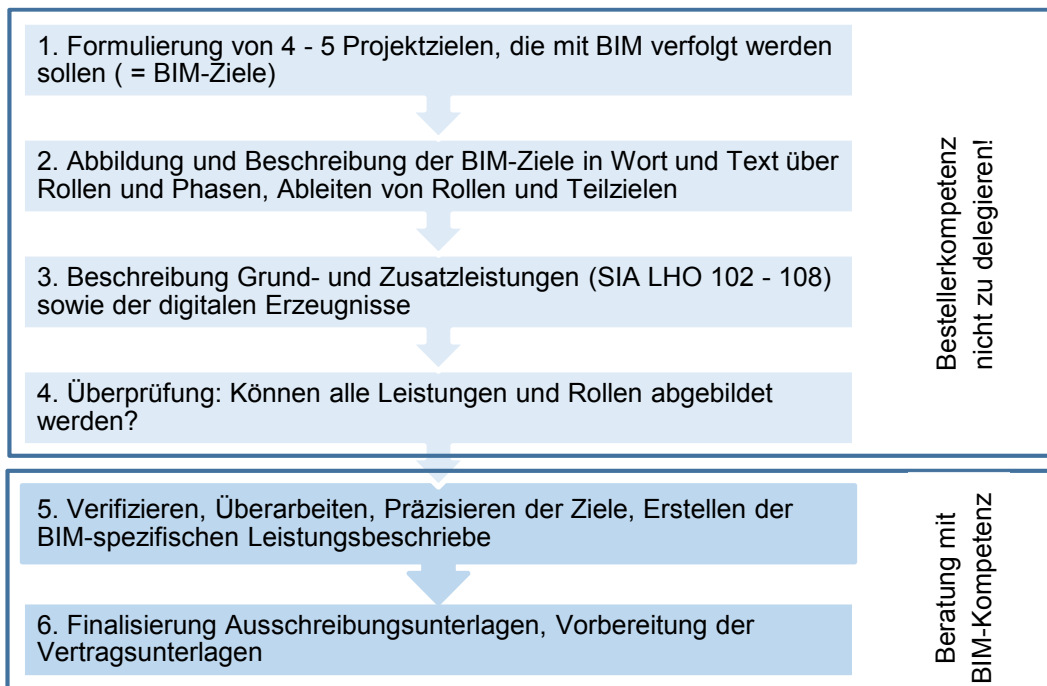 1. Formulierung von 4 - 5 Projektzielen, die mit BIM verfolgt werden
sollen ( = BIM-Ziele)
2. Abbildung und Beschreibung der BIM-Ziele in Wort und Text über
Rollen und Phasen, Ableiten von Rollen und Teilzielen
3. Beschreibung Grund- und Zusatzleistungen (SIA LHO 102 - 108)
sowie der digitalen Erzeugnisse
4. Überprüfung: Können alle Leistungen und Rollen abgebildet
werden?
Bestellerkompetenz
nicht zu delegieren!
5. Verifizieren, Überarbeiten, Präzisieren der Ziele, Erstellen der
BIM-spezifischen Leistungsbeschriebe
6. Finalisierung Ausschreibungsunterlagen, Vorbereitung der
Vertragsunterlagen
Beratung mit
BIM-Kompetenz